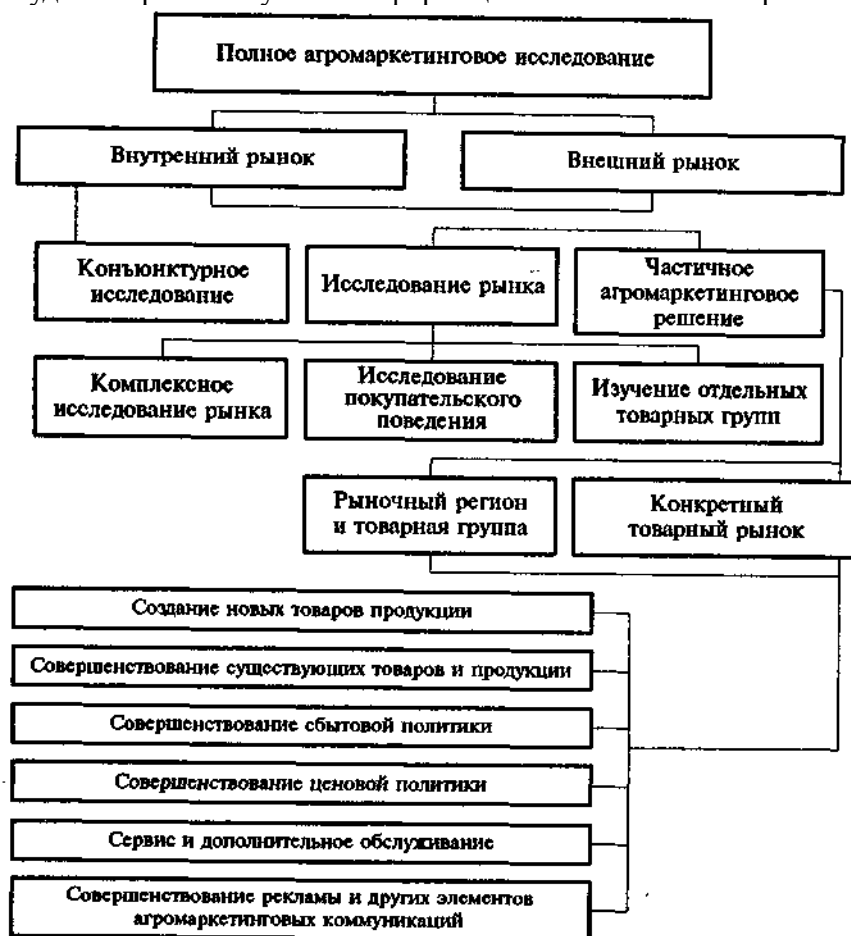 Полное агромаркетинговое исследование
Внутренний рынок
Внешний рынок
Конъюнктурное
исследование
Исследование рынка
Частичное
агромаркетинговое
решение
Комплексное
исследование рынка
Исследование
покупательского
поведения
Изучение отдельных
товарных групп
Рыночный регион
и товарная группа
Конкретный
товарный рынок
Создание новых товаров продукции
Совершенствование существующих товаров и продукции
Совершенствование сбытовой политики
Совершенствование ценовой политики
Сервис и дополнительное обслуживание
Совершенствование рекламы и других элементов
агромаркетинговых коммуникаций